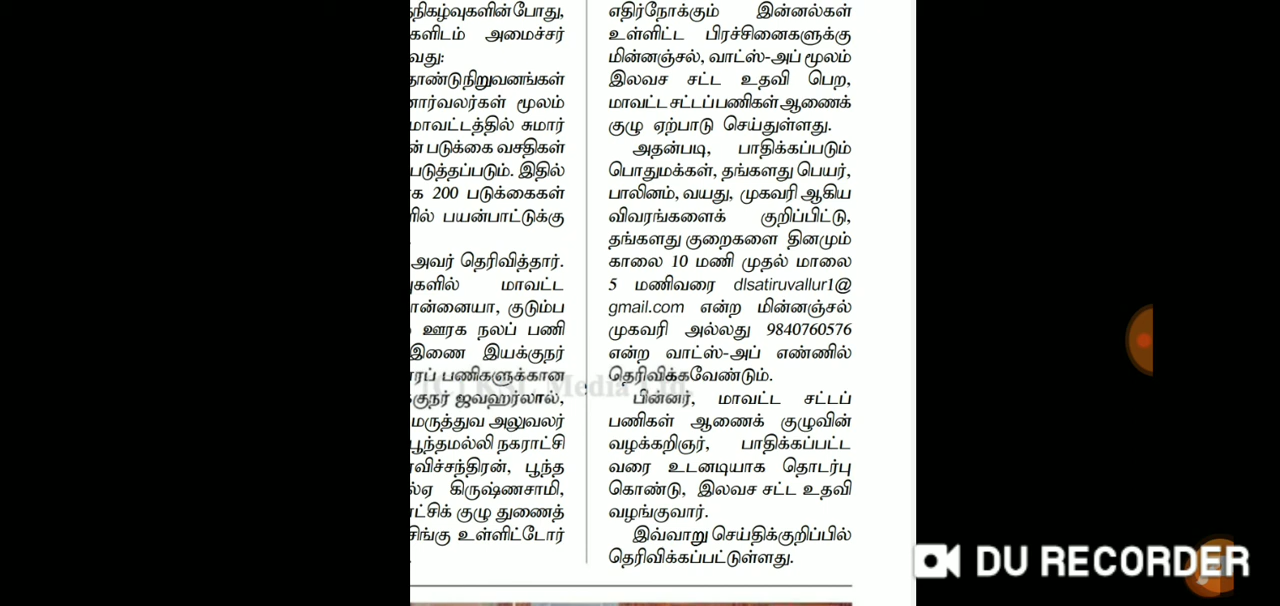 நிகழ்வுகளின்போது,
களிடம் அமைச்சர்
வது:
தாண்டுநிறுவனங்கள்
னார்வலர்கள் மூலம்
மாவட்டத்தில் சுமார்
ன் படுக்கை வசதிகள்
படுத்தப்படும். இதில்
க 200 படுக்கைகள்
ளில் பயன்பாட்டுக்கு
அவர் தெரிவித்தார்.
வுகளில் மாவட்ட
ான்னையா, குடும்ப
ஊரக நலப் பணி
இணை இயக்குநர்
ாரப் பணிகளுக்கான
குநர் ஜவஹர்லால்,
மருத்துவ அலுவலர்
பூந்தமல்லி நகராட்சி
ரவிச்சந்திரன், பூந்த
ல்ஏ கிருஷ்ணசாமி,
ாட்சிக் குழு துணைத்
சிங்கு உள்ளிட்டோர்
எதிர்நோக்கும் இன்னல்கள்
உள்ளிட்ட பிரச்சினைகளுக்கு
மின்னஞ்சல், வாட்ஸ்-அப் மூலம்
இலவச சட்ட உதவி பெற,
மாவட்ட சட்டப்பணிகள் ஆணைக்
குழு ஏற்பாடு செய்துள்ளது.
அதன்படி, பாதிக்கப்படும்
பொதுமக்கள், தங்களது பெயர்,
பாலினம், வயது, முகவரி ஆகிய
விவரங்களைக் குறிப்பிட்டு,
தங்களது குறைகளை தினமும்
காலை 10 மணி முதல் மாலை
5 மணிவரை dlsatiruvallur1@
gmail.com என்ற மின்னஞ்சல்
முகவரி அல்லது 9840760576
என்ற வாட்ஸ்-அப் எண்ணில்
தெரிவிக்கவேண்டும்.
பின்னர், மாவட்ட சட்டப்
பணிகள் ஆணைக் குழுவின்
வழக்கறிஞர், பாதிக்கப்பட்ட
வரை உடனடியாக தொடர்பு
கொண்டு, இலவச சட்ட உதவி
வழங்குவார்.
இவ்வாறு செய்திக்குறிப்பில்
தெரிவிக்கப்பட்டுள்ளது.
DU RECORDER